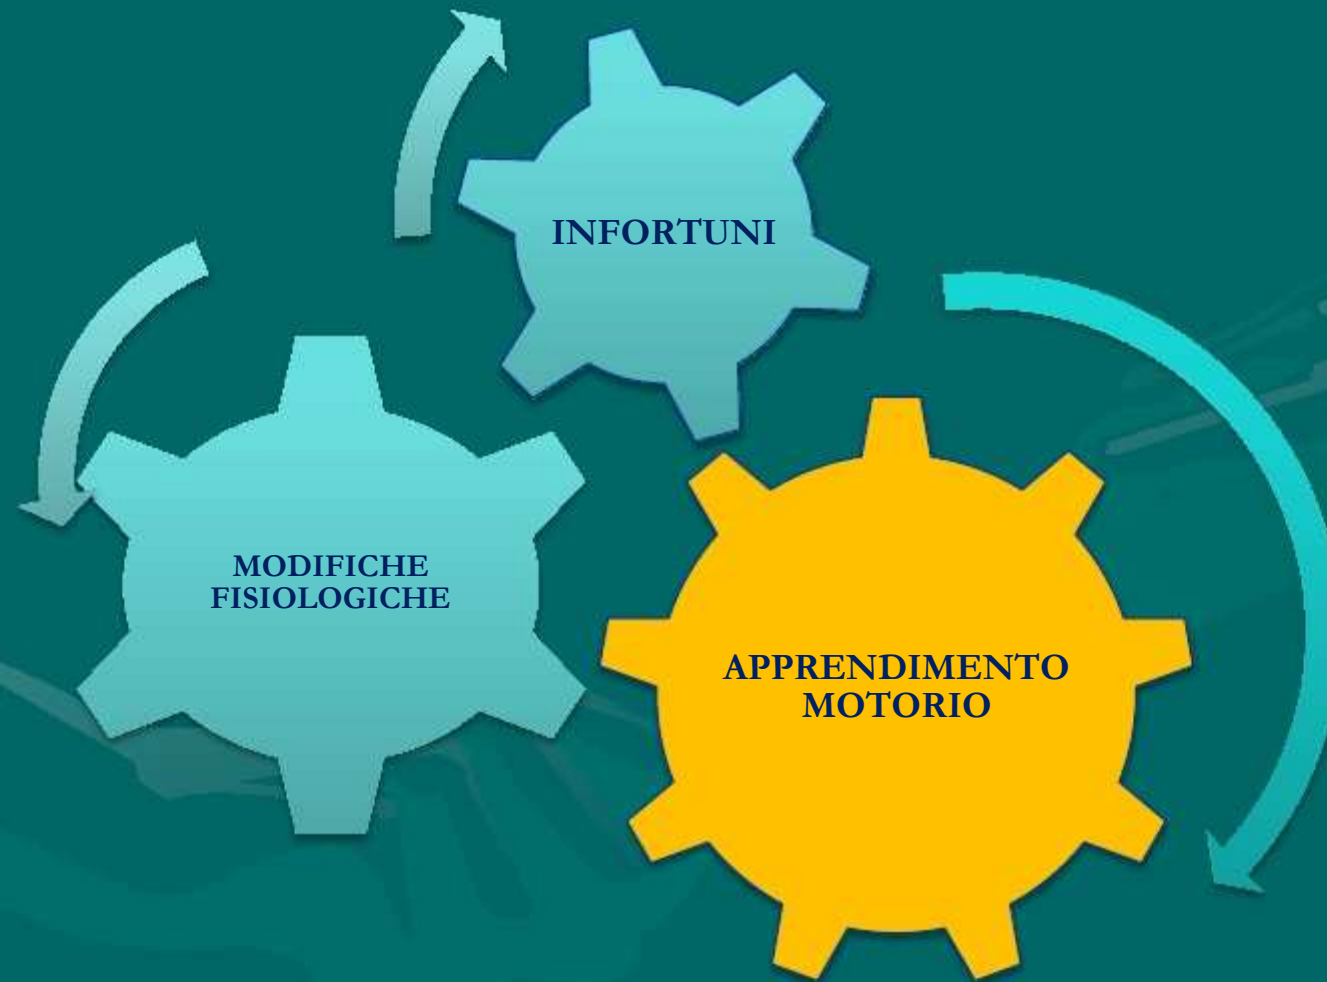 INFORTUNI
MODIFICHE
FISIOLOGICHE
APPRENDIMENTO
MOTORIO